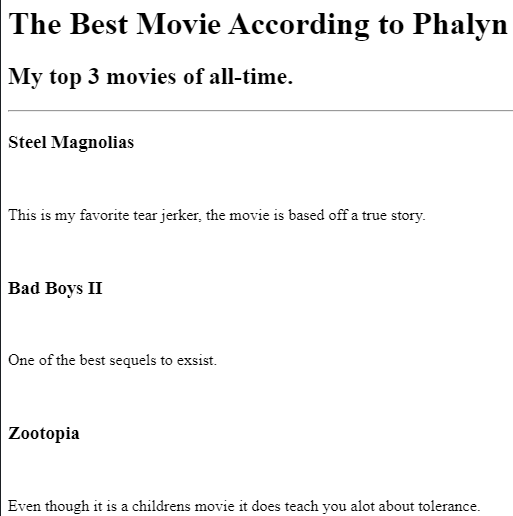 The Best Movie According to Phalyn
My top 3 movies of all-time.
Steel Magnolias
This is my favorite tear jerker, the movie is based off a true story.
Bad Boys II
One of the best sequels to exsist.
Zootopia
Even though it is a childrens movie it does teach you alot about tolerance.